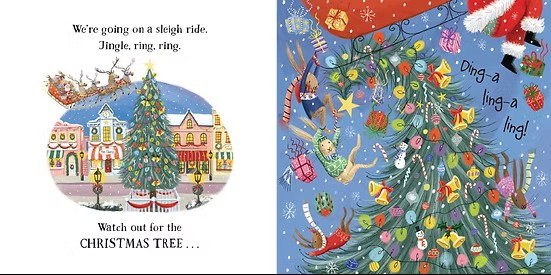 We're going on a sleigh ride.
Jingle, ring, ring.
Watch out for the
CHRISTMAS TREE...
Ding-a
ling-a
ling!